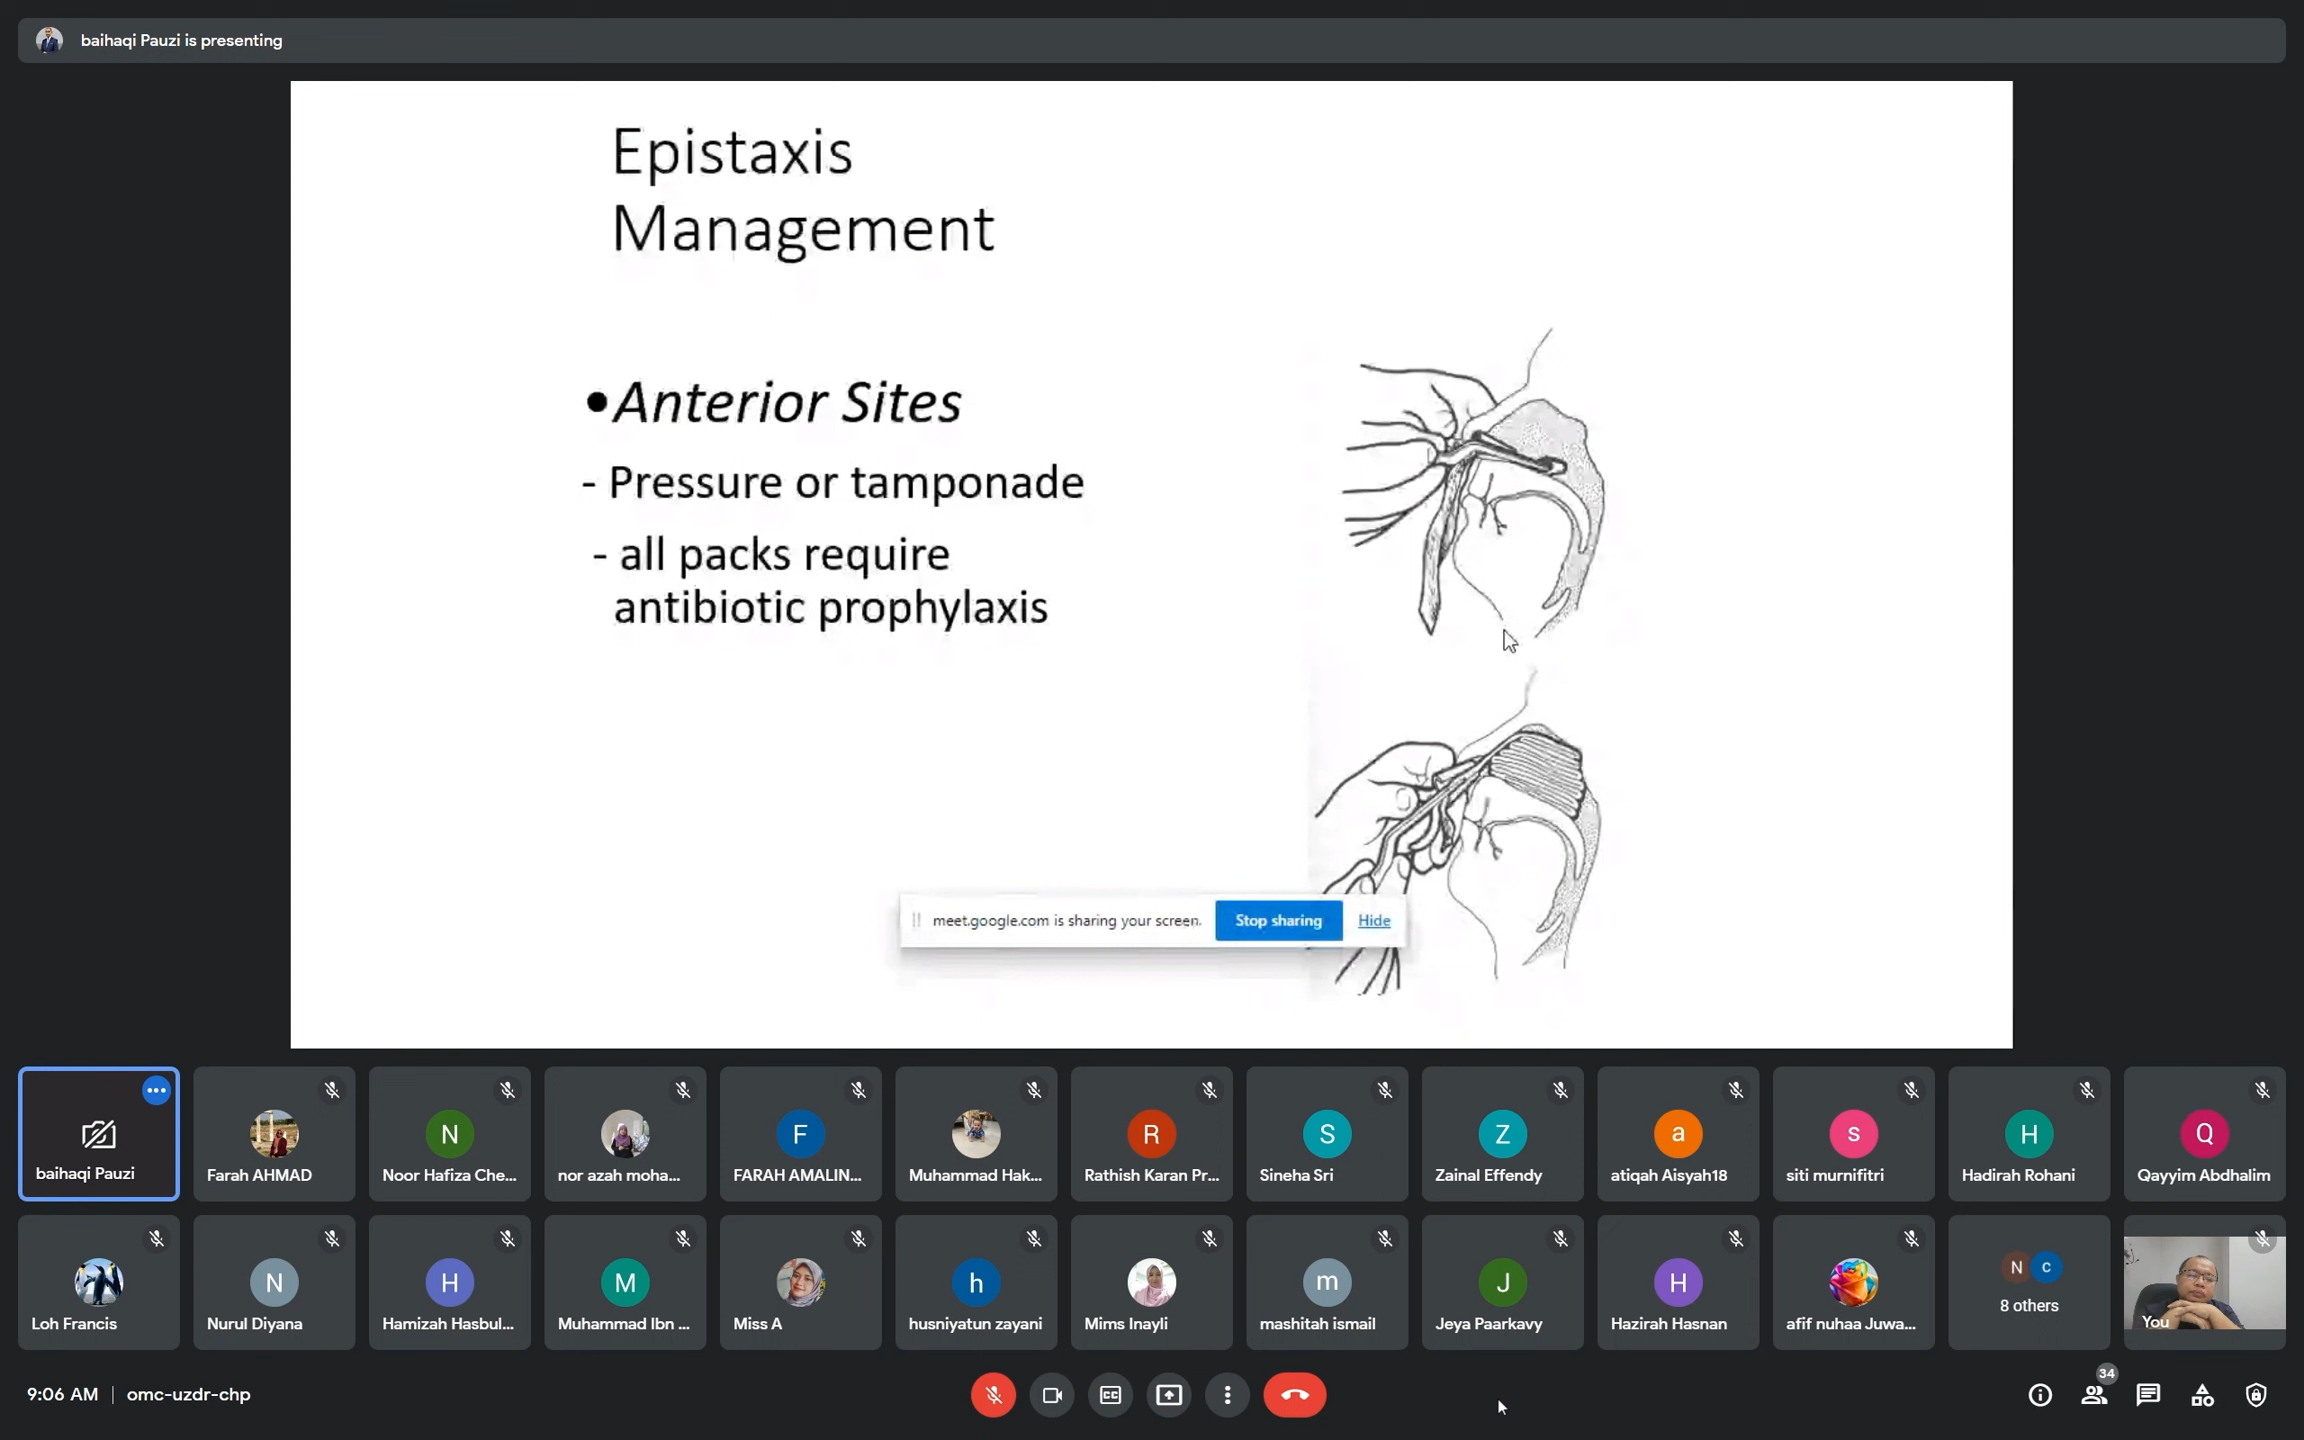 baihaqi Pauzi is presenting
Epistaxis
Management
•Anterior Sites
- Pressure or tamponade
- all packs require
antibiotic prophylaxis
meet.google.com is sharing your screen. Stop sharing Hide
baihaqi Pauzi
Farah AHMAD
N
Noor Hafiza Che...
nor azah moha...
F
FARAH AMALIN...
Muhammad Hak...
R
Rathish Karan Pr...
S
Sineha Sri
Z
Zainal Effendy
a
atiqah Aisyah18
s
siti murnifitri
H
Hadirah Rohani
Q
Qayyim Abdhalim
Loh Francis
N
Nurul Diyana
H
Hamizah Hasbul...
M
Muhammad Ibn ...
Miss A
h
husniyatun zayani
Mims Inayli
m
mashitah ismail
J
Jeya Paarkavy
H
Hazirah Hasnan
afif nuhaa Juwa...
N c
8 others
You
9:06 AM | omc-uzdr-chp
CC
34